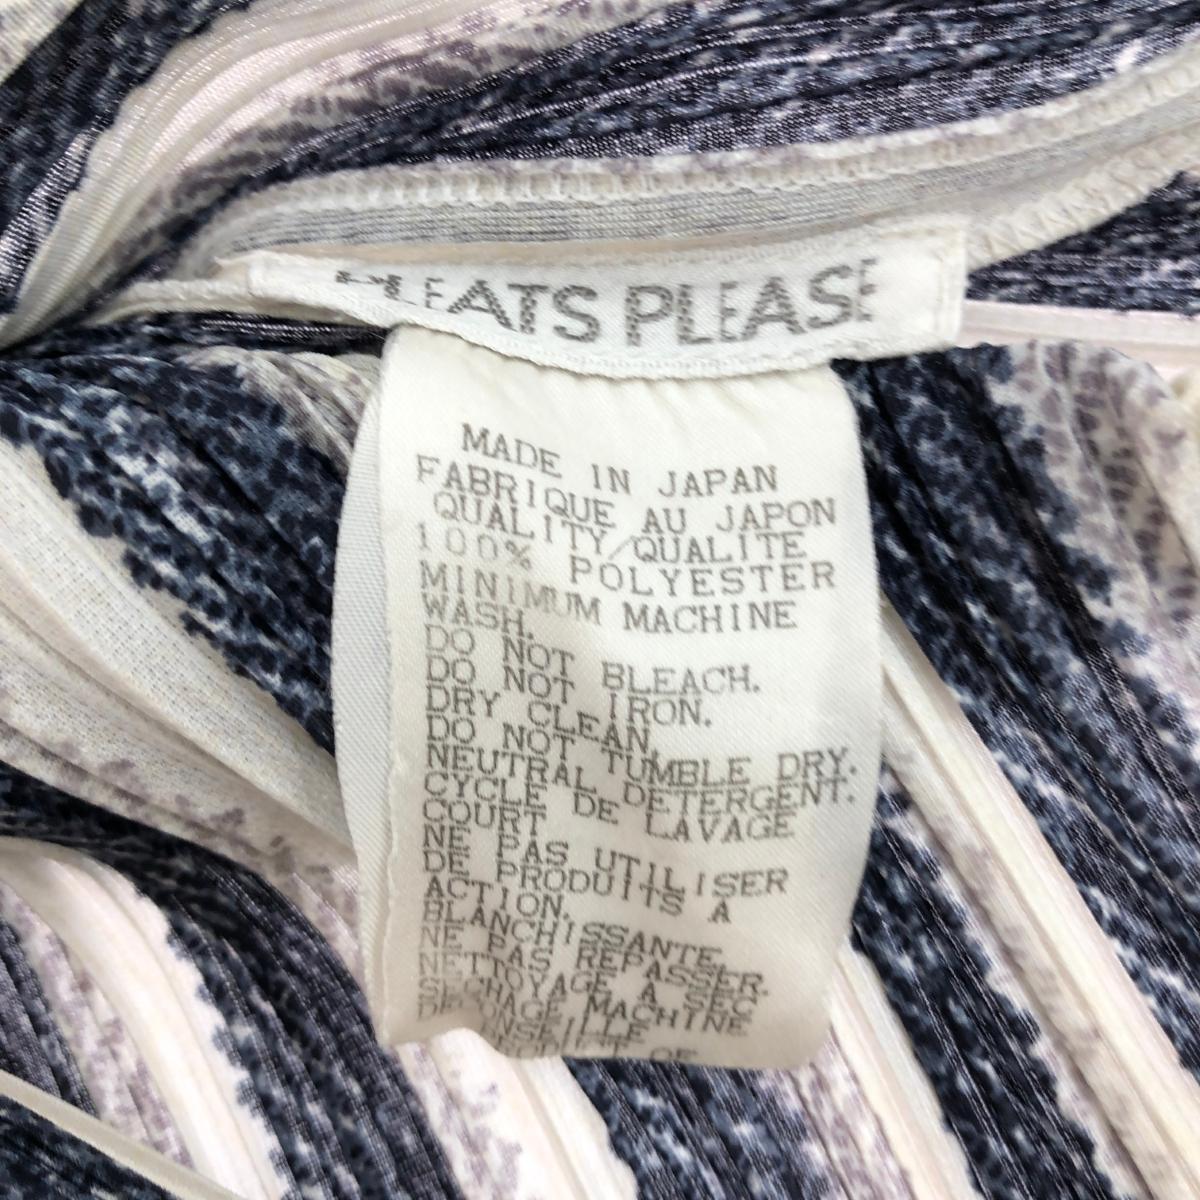 PLEATS PLEASE
MADE IN JAPAN
FABRIQUE AU JAPON
QUALITY/QUALITE
100% POLYESTER
MINIMUM MACHINE
WASH.
DO NOT BLEACH.
DO NOT IRON.
DRY CLEAN.
DO NOT TUMBLE DRY.
NEUTRAL DETERGENT.
CYCLE DE LAVAGE
COURT
NE PAS UTILISER
DE PRODUITS A
ACTION.
BLANCHISSANTE
NE PAS REPASSER.
NETTOYAGE A SEC
SECHAGE MACHINE